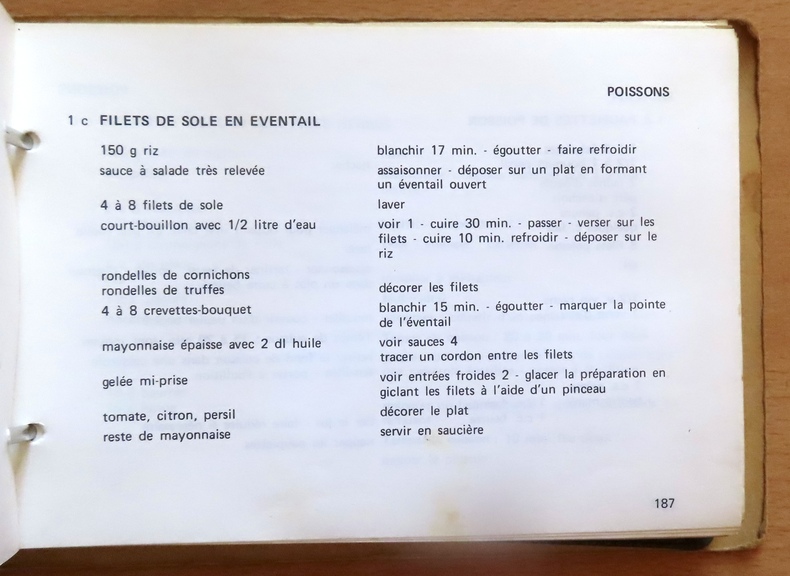 POISSONS
1 c FILETS DE SOLE EN EVENTAIL
150 g riz blanchir 17 min. - égoutter - faire refroidir
sauce à salade très relevée assaisonner - déposer sur un plat en formant
un éventail ouvert
4 à 8 filets de sole laver
court-bouillon avec 1/2 litre d'eau voir 1 - cuire 30 min. - passer - verser sur les
filets - cuire 10 min. refroidir - déposer sur le
riz
rondelles de cornichons
rondelles de truffes décorer les filets
4 à 8 crevettes-bouquet blanchir 15 min. - égoutter - marquer la pointe
de l'éventail
mayonnaise épaisse avec 2 dl huile voir sauces 4
tracer un cordon entre les filets
gelée mi-prise voir entrées froides 2 - glacer la préparation en
giclant les filets à l'aide d'un pinceau
tomate, citron, persil décorer le plat
reste de mayonnaise servir en saucière
187